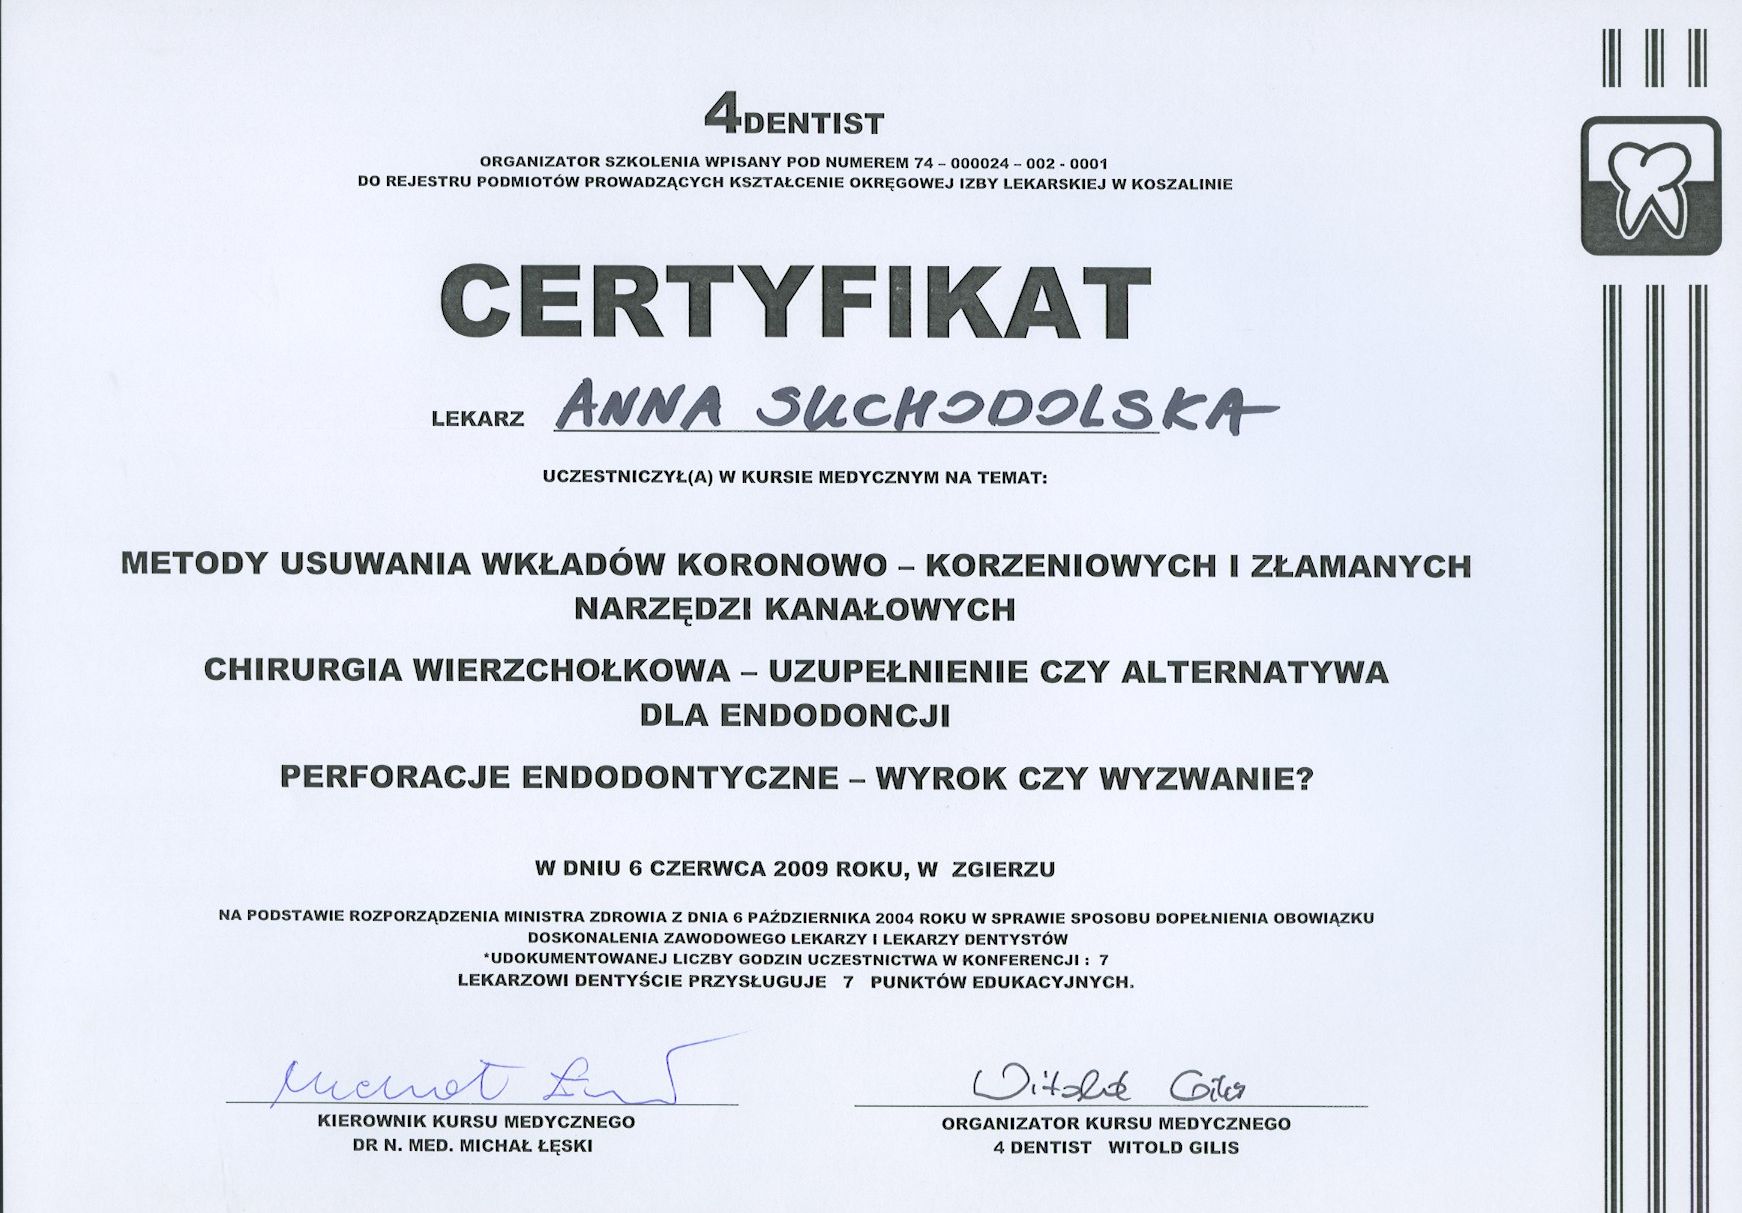 4DENTIST
ORGANIZATOR SZKOLENIA WPISANY POD NUMEREM 74 – 000024 – 002 - 0001
DO REJESTRU PODMIOTÓW PROWADZĄCYCH KSZTAŁCENIE OKRĘGOWEJ IZBY LEKARSKIEJ W KOSZALINIE
CERTYFIKAT
LEKARZ ANNA SUCHODOLSKA
UCZESTNICZYŁ(A) W KURSIE MEDYCZNYM NA TEMAT:
METODY USUWANIA WKŁADÓW KORONOWO – KORZENIOWYCH I ZŁAMANYCH
NARZĘDZI KANAŁOWYCH
CHIRURGIA WIERZCHOŁKOWA – UZUPEŁNIENIE CZY ALTERNATYWA
DLA ENDODONCJI
PERFORACJE ENDODONTYCZNE – WYROK CZY WYZWANIE?
W DNIU 6 CZERWCA 2009 ROKU, W ZGIERZU
NA PODSTAWIE ROZPORZĄDZENIA MINISTRA ZDROWIA Z DNIA 6 PAŹDZIERNIKA 2004 ROKU W SPRAWIE SPOSOBU DOPEŁNIENIA OBOWIĄZKU
DOSKONALENIA ZAWODOWEGO LEKARZY I LEKARZY DENTYSTÓW
*UDOKUMENTOWANEJ LICZBY GODZIN UCZESTNICTWA W KONFERENCJI : 7
LEKARZOWI DENTYŚCIE PRZYSŁUGUJE 7 PUNKTÓW EDUKACYJNYCH.
Michał Łęski Witold Gilis
KIEROWNIK KURSU MEDYCZNEGO
DR N. MED. MICHAŁ ŁĘSKI
ORGANIZATOR KURSU MEDYCZNEGO
4 DENTIST WITOLD GILIS